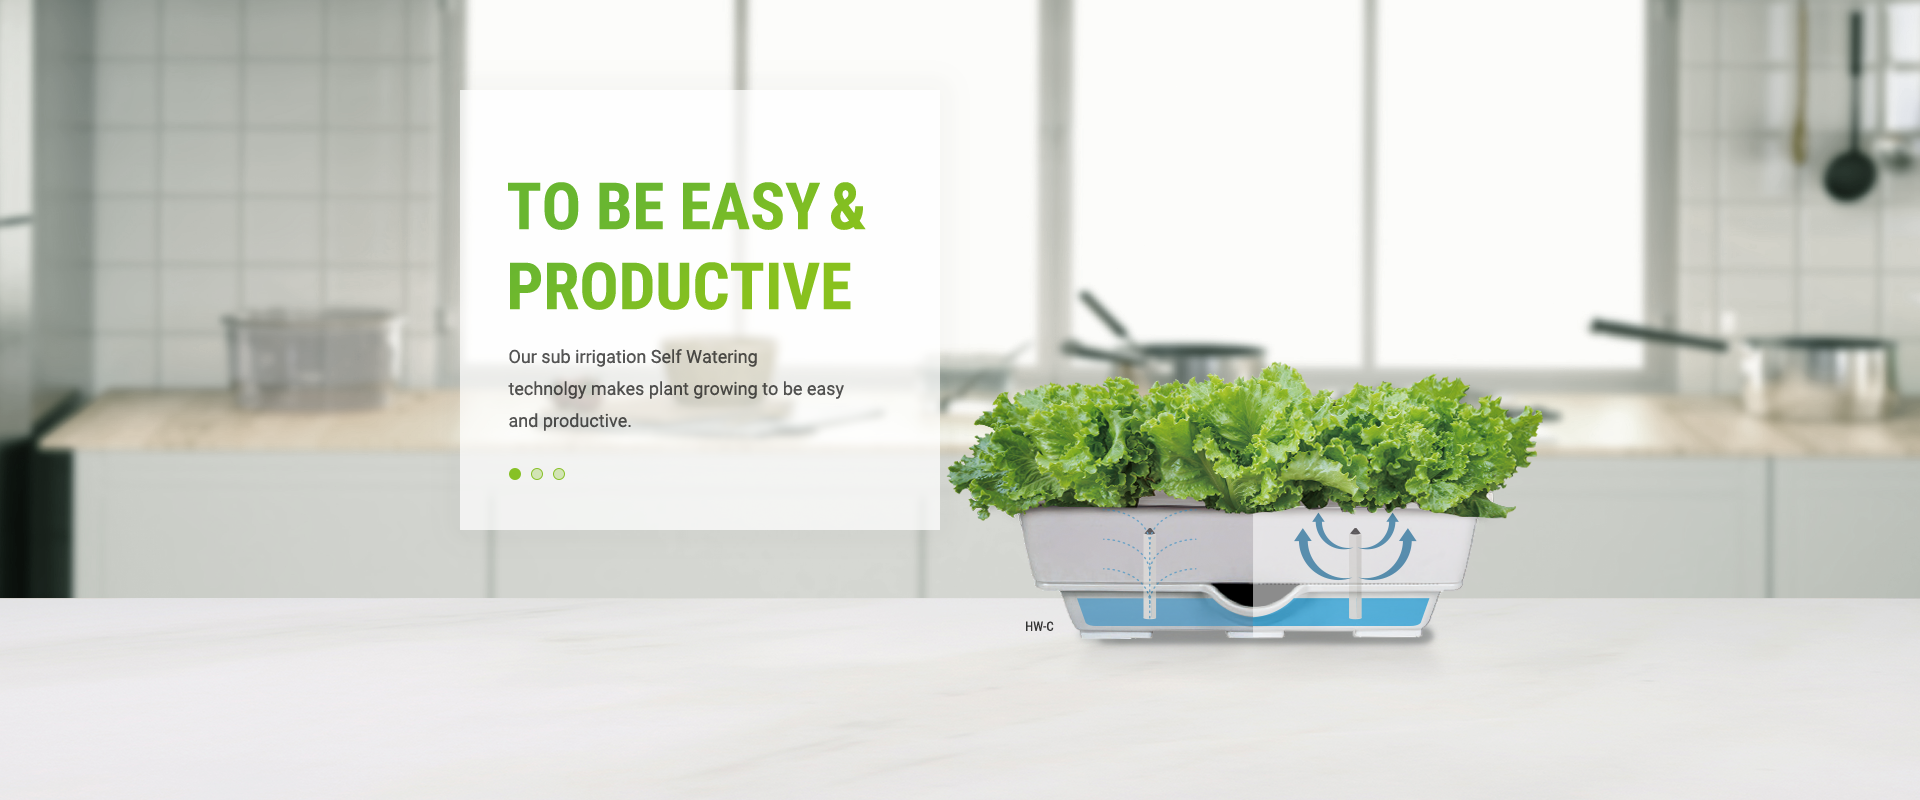 TO BE EASY &
PRODUCTIVE
Our sub irrigation Self Watering
technolgy makes plant growing to be easy
and productive.
HW-C